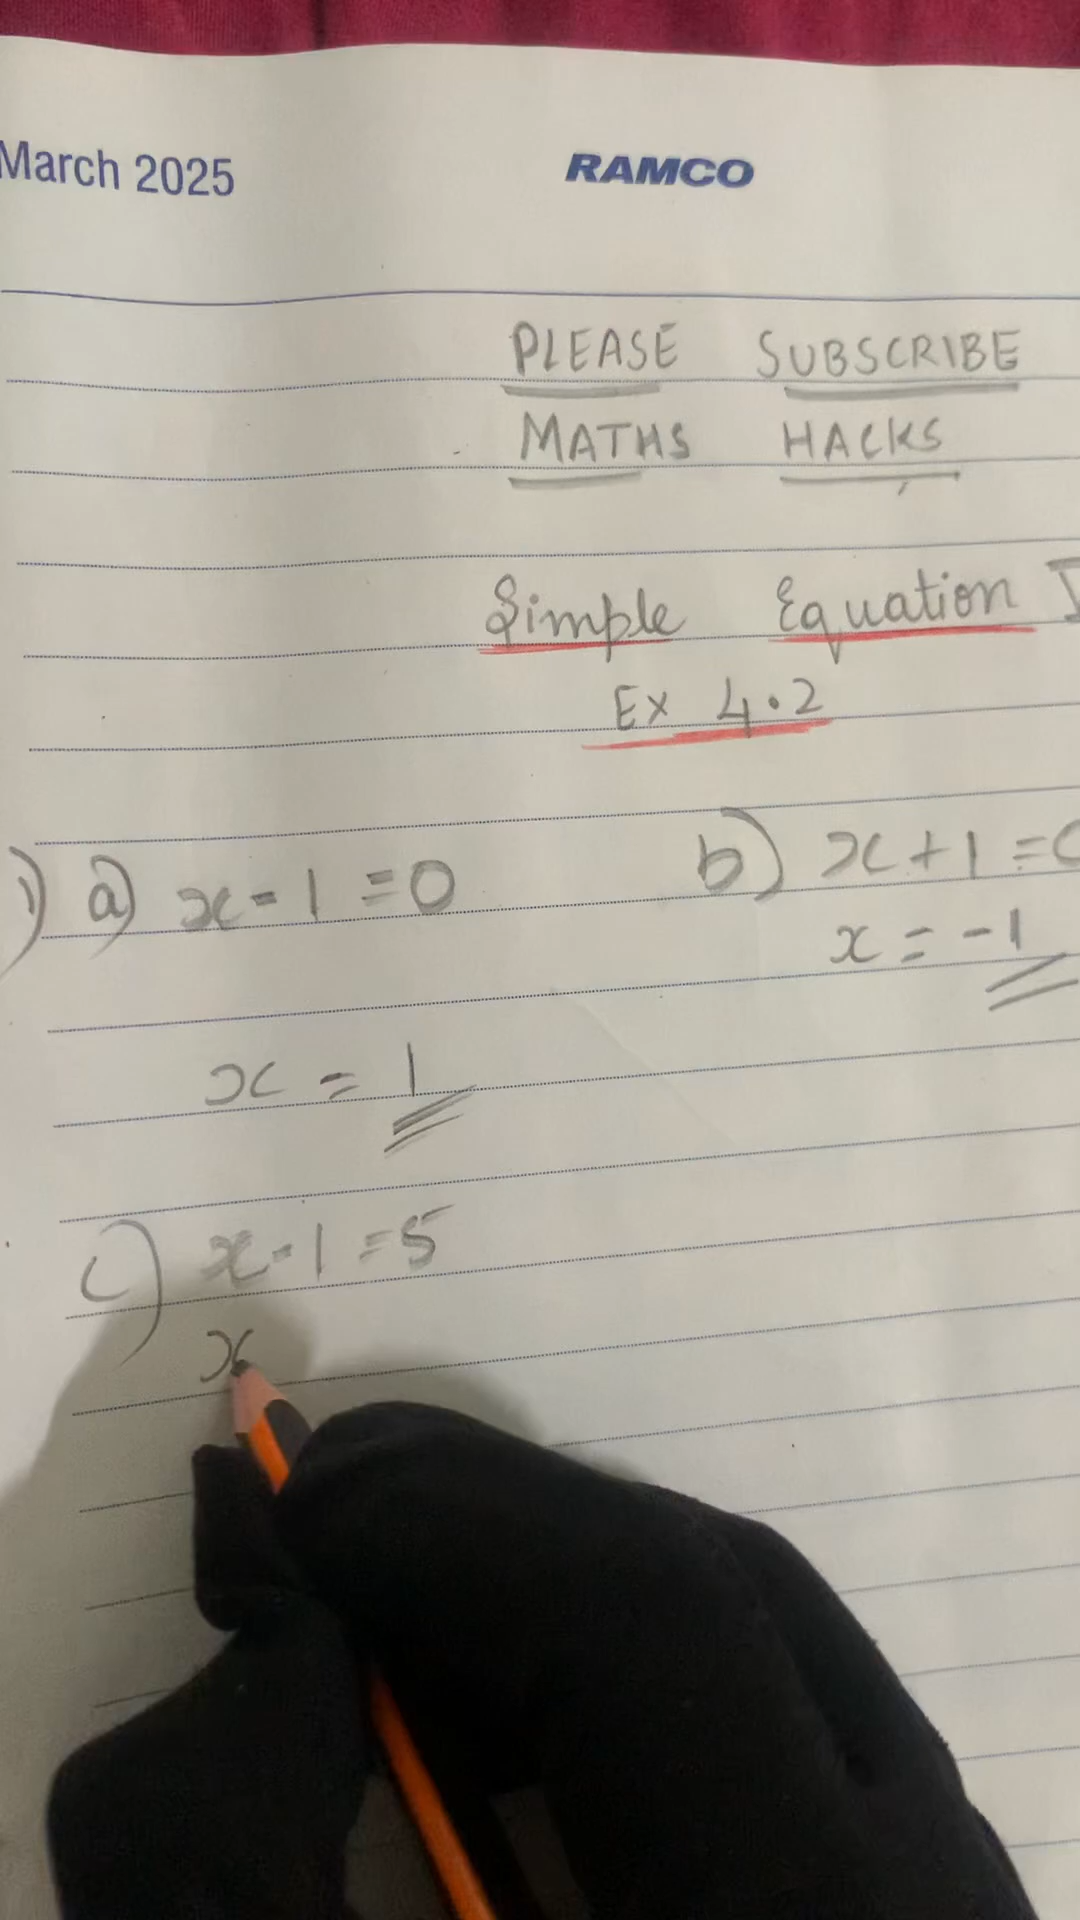 March 2025 RAMCO
PLEASE SUBSCRIBE
MATHS HACKS
Simple Equation
Ex 4.2
1) a) x - 1 = 0 b) x + 1 =
x = -1
x = 1
c) x - 1 = 5
x